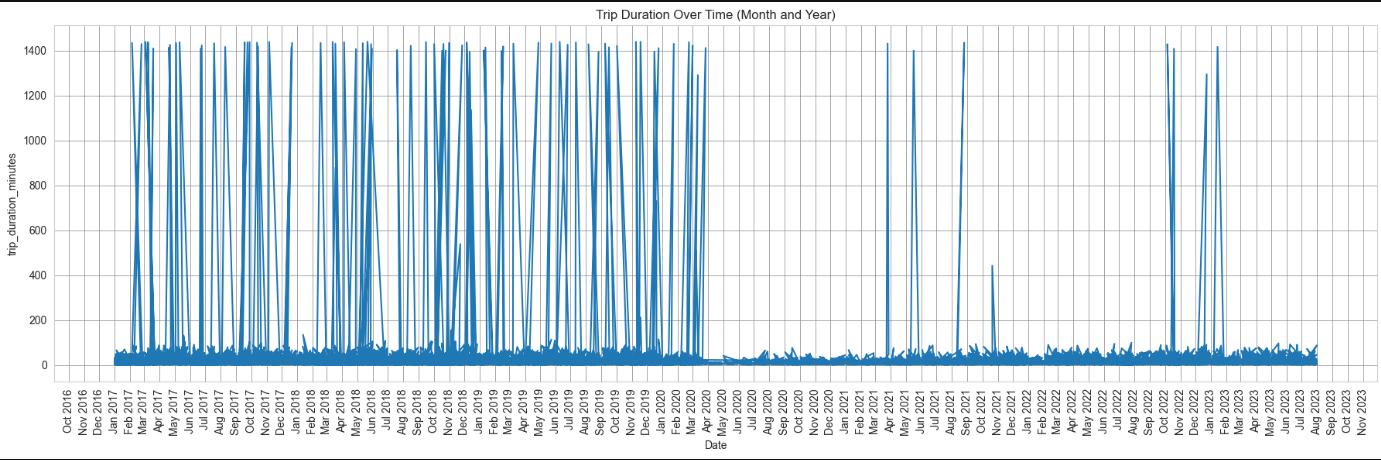 Trip Duration Over Time (Month and Year)
1400
1200
1000
800
600
400
200
0
trip_duration_minutes
Oct 2016
Nov 2016
Dec 2016
Jan 2017
Feb 2017
Mar 2017
Apr 2017
May 2017
Jun 2017
Jul 2017
Aug 2017
Sep 2017
Oct 2017
Nov 2017
Dec 2017
Jan 2018
Feb 2018
Mar 2018
Apr 2018
May 2018
Jun 2018
Jul 2018
Aug 2018
Sep 2018
Oct 2018
Nov 2018
Dec 2018
Jan 2019
Feb 2019
Mar 2019
Apr 2019
May 2019
Jun 2019
Jul 2019
Aug 2019
Sep 2019
Oct 2019
Nov 2019
Dec 2019
Jan 2020
Feb 2020
Mar 2020
Apr 2020
May 2020
Jun 2020
Jul 2020
Aug 2020
Sep 2020
Oct 2020
Nov 2020
Dec 2020
Jan 2021
Feb 2021
Mar 2021
Apr 2021
May 2021
Jun 2021
Jul 2021
Aug 2021
Sep 2021
Oct 2021
Nov 2021
Dec 2021
Jan 2022
Feb 2022
Mar 2022
Apr 2022
May 2022
Jun 2022
Jul 2022
Aug 2022
Sep 2022
Oct 2022
Nov 2022
Dec 2022
Jan 2023
Feb 2023
Mar 2023
Apr 2023
May 2023
Jun 2023
Jul 2023
Aug 2023
Sep 2023
Oct 2023
Nov 2023
Date